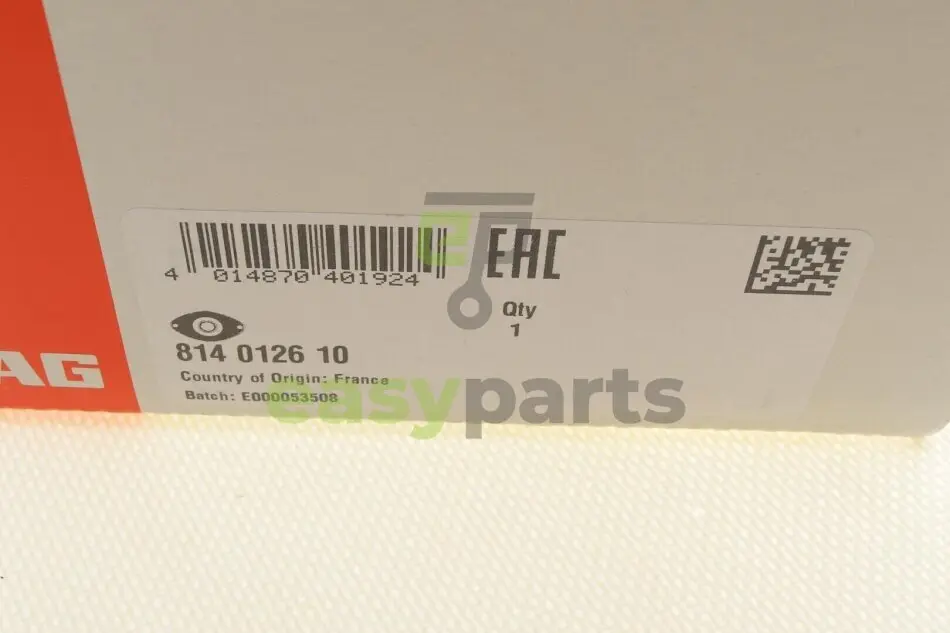 4 014870 401924
EAC
Qty
1
814 0126 10
Country of Origin: France
Batch: E000053508
AG
easyparts